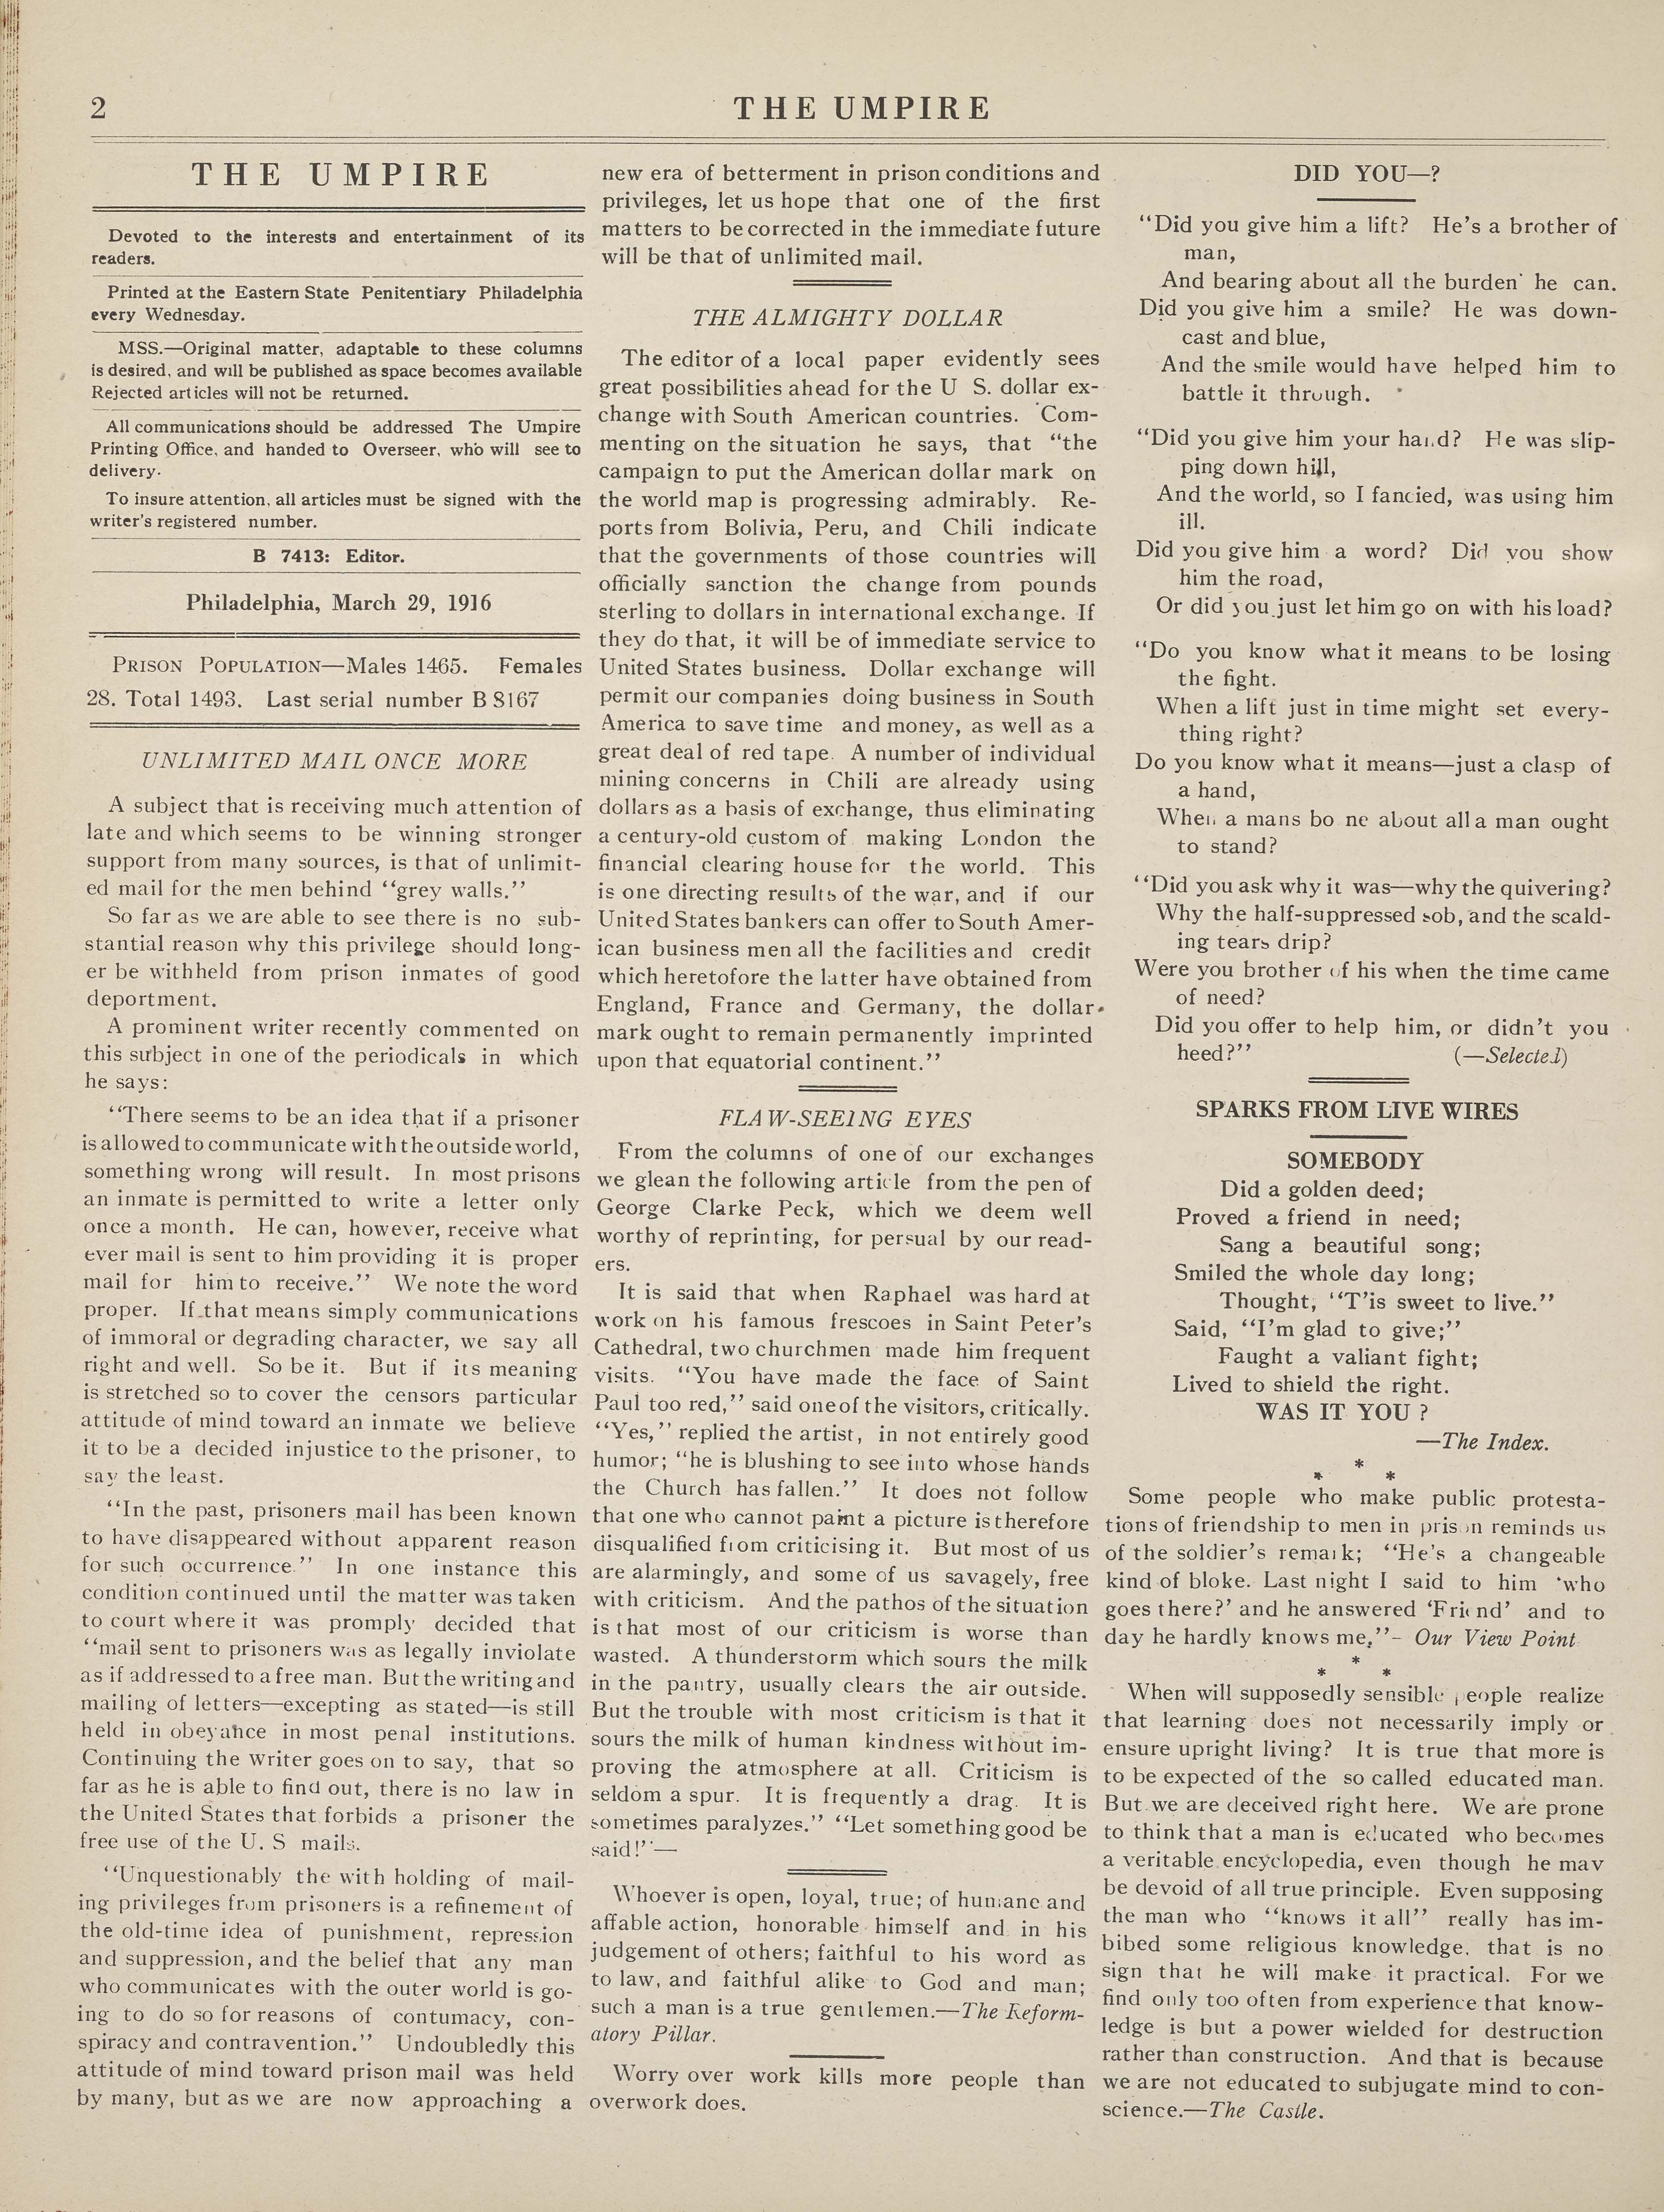 2
THE UMPIRE
THE UMPIRE
Devoted to the interests and entertainment of its
readers.
Printed at the Eastern State Penitentiary Philadelphia
every Wednesday.
MSS.—Original matter, adaptable to these columns
is desired, and will be published as space becomes available
Rejected articles will not be returned.
All communications should be addressed The Umpire
Printing Office, and handed to Overseer, who will see to
delivery.
To insure attention, all articles must be signed with the
writer's registered number.
B 7413: Editor.
Philadelphia, March 29, 1916
PRISON POPULATION—Males 1465. Females
28. Total 1493. Last serial number B 8167
UNLIMITED MAIL ONCE MORE
A subject that is receiving much attention of
late and which seems to be winning stronger
support from many sources, is that of unlimit-
ed mail for the men behind "grey walls."
So far as we are able to see there is no sub-
stantial reason why this privilege should long-
er be withheld from prison inmates of good
deportment.
A prominent writer recently commented on
this subject in one of the periodicals in which
he says:
"There seems to be an idea that if a prisoner
is allowed to communicate with the outside world,
something wrong will result. In most prisons
an inmate is permitted to write a letter only
once a month. He can, however, receive what
ever mail is sent to him providing it is proper
mail for him to receive." We note the word
proper. If that means simply communications
of immoral or degrading character, we say all
right and well. So be it. But if its meaning
is stretched so to cover the censors particular
attitude of mind toward an inmate we believe
it to be a decided injustice to the prisoner, to
say the least.
"In the past, prisoners mail has been known
to have disappeared without apparent reason
for such occurrence." In one instance this
condition continued until the matter was taken
to court where it was promply decided that
"mail sent to prisoners was as legally inviolate
as if addressed to a free man. But the writing and
mailing of letters—excepting as stated—is still
held in obeyance in most penal institutions.
Continuing the writer goes on to say, that so
far as he is able to find out, there is no law in
the United States that forbids a prisoner the
free use of the U. S mails.
"Unquestionably the with holding of mail-
ing privileges from prisoners is a refinement of
the old-time idea of punishment, repression
and suppression, and the belief that any man
who communicates with the outer world is go-
ing to do so for reasons of contumacy, con-
spiracy and contravention." Undoubledly this
attitude of mind toward prison mail was held
by many, but as we are now approaching a
new era of betterment in prison conditions and
privileges, let us hope that one of the first
matters to be corrected in the immediate future
will be that of unlimited mail.
THE ALMIGHTY DOLLAR
The editor of a local paper evidently sees
great possibilities ahead for the U S. dollar ex-
change with South American countries. Com-
menting on the situation he says, that "the
campaign to put the American dollar mark on
the world map is progressing admirably. Re-
ports from Bolivia, Peru, and Chili indicate
that the governments of those countries will
officially sanction the change from pounds
sterling to dollars in international exchange. If
they do that, it will be of immediate service to
United States business. Dollar exchange will
permit our companies doing business in South
America to save time and money, as well as a
great deal of red tape. A number of individual
mining concerns in Chili are already using
dollars as a basis of exchange, thus eliminating
a century-old custom of making London the
financial clearing house for the world. This
is one directing results of the war, and if our
United States bankers can offer to South Amer-
ican business men all the facilities and credit
which heretofore the latter have obtained from
England, France and Germany, the dollar-
mark ought to remain permanently imprinted
upon that equatorial continent."
FLAW-SEEING EYES
From the columns of one of our exchanges
we glean the following article from the pen of
George Clarke Peck, which we deem well
worthy of reprinting, for persual by our read-
ers.
It is said that when Raphael was hard at
work on his famous frescoes in Saint Peter's
Cathedral, two churchmen made him frequent
visits. "You have made the face of Saint
Paul too red," said one of the visitors, critically.
"Yes," replied the artist, in not entirely good
humor; "he is blushing to see into whose hands
the Church has fallen." It does not follow
that one who cannot paint a picture is therefore
disqualified from criticising it. But most of us
are alarmingly, and some of us savagely, free
with criticism. And the pathos of the situation
is that most of our criticism is worse than
wasted. A thunderstorm which sours the milk
in the pantry, usually clears the air outside.
But the trouble with most criticism is that it
sours the milk of human kindness without im-
proving the atmosphere at all. Criticism is
seldom a spur. It is frequently a drag. It is
sometimes paralyzes." "Let something good be
said!"—
Whoever is open, loyal, true; of humane and
affable action, honorable himself and in his
judgement of others; faithful to his word as
to law, and faithful alike to God and man;
such a man is a true gentlemen.—The Reform-
atory Pillar.
Worry over work kills more people than
overwork does.
DID YOU—?
"Did you give him a lift? He's a brother of
man,
And bearing about all the burden he can.
Did you give him a smile? He was down-
cast and blue,
And the smile would have helped him to
battle it through.
"Did you give him your hand? He was slip-
ping down hill,
And the world, so I fancied, was using him
ill.
Did you give him a word? Did you show
him the road,
Or did you just let him go on with his load?
"Do you know what it means to be losing
the fight.
When a lift just in time might set every-
thing right?
Do you know what it means—just a clasp of
a hand,
When a mans bo ne about all a man ought
to stand?
"Did you ask why it was—why the quivering?
Why the half-suppressed sob, and the scald-
ing tears drip?
Were you brother of his when the time came
of need?
Did you offer to help him, or didn't you
heed?" (—Selected)
SPARKS FROM LIVE WIRES
SOMEBODY
Did a golden deed;
Proved a friend in need;
Sang a beautiful song;
Smiled the whole day long;
Thought, "T'is sweet to live."
Said, "I'm glad to give;"
Faught a valiant fight;
Lived to shield the right.
WAS IT YOU ?
—The Index.
*
* *
Some people who make public protesta-
tions of friendship to men in prison reminds us
of the soldier's remark; "He's a changeable
kind of bloke. Last night I said to him 'who
goes there?' and he answered 'Friend' and to
day he hardly knows me,"- Our View Point
*
* *
When will supposedly sensible people realize
that learning does not necessarily imply or
ensure upright living? It is true that more is
to be expected of the so called educated man.
But we are deceived right here. We are prone
to think that a man is educated who becomes
a veritable encyclopedia, even though he may
be devoid of all true principle. Even supposing
the man who "knows it all" really has im-
bibed some religious knowledge, that is no
sign that he will make it practical. For we
find only too often from experience that know-
ledge is but a power wielded for destruction
rather than construction. And that is because
we are not educated to subjugate mind to con-
science.—The Castle.